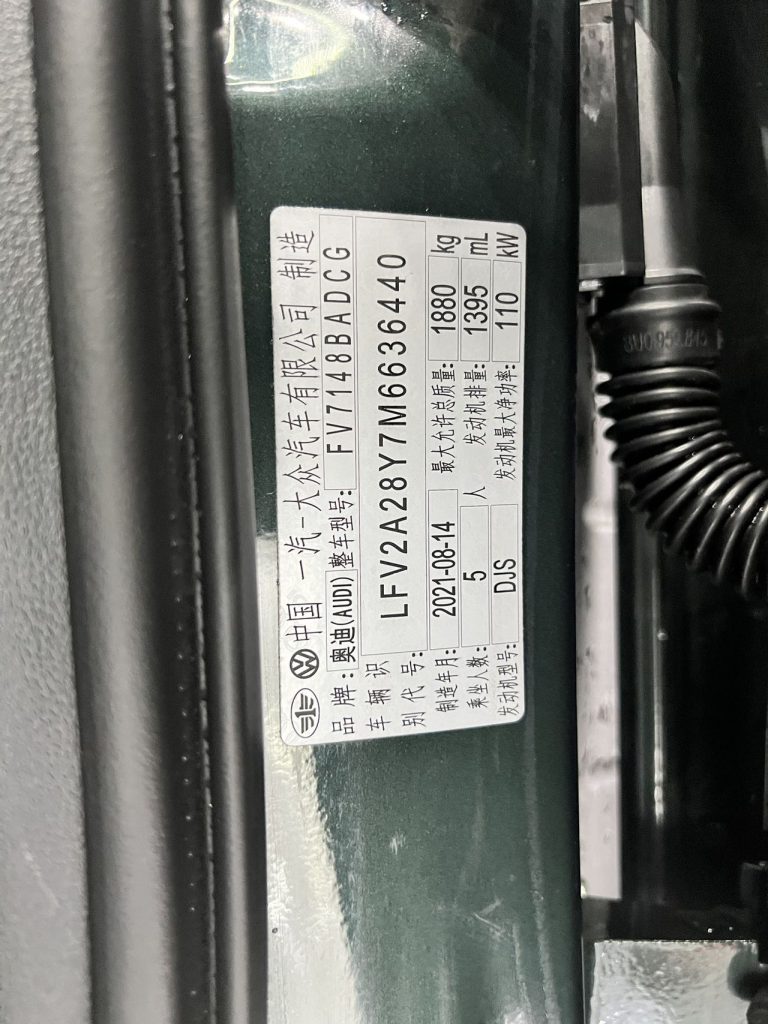 中国 一汽-大众汽车有限公司 制造
品牌:奥迪(AUDI) 整车型号: FV7148BADCG
车辆识
别代号: LFV2A28Y7M6636440
制造年月: 2021-08-14 最大允许总质量: 1880 kg
乘坐人数: 5 人 发动机排量: 1395 mL
发动机型号: DJS 发动机最大净功率: 110 kW